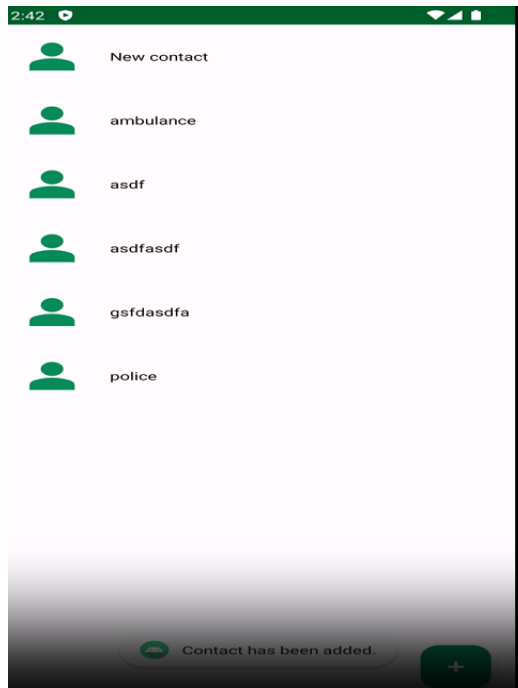 2:42
New contact
ambulance
asdf
asdfasdf
gsfdasdfa
police
Contact has been added.
+